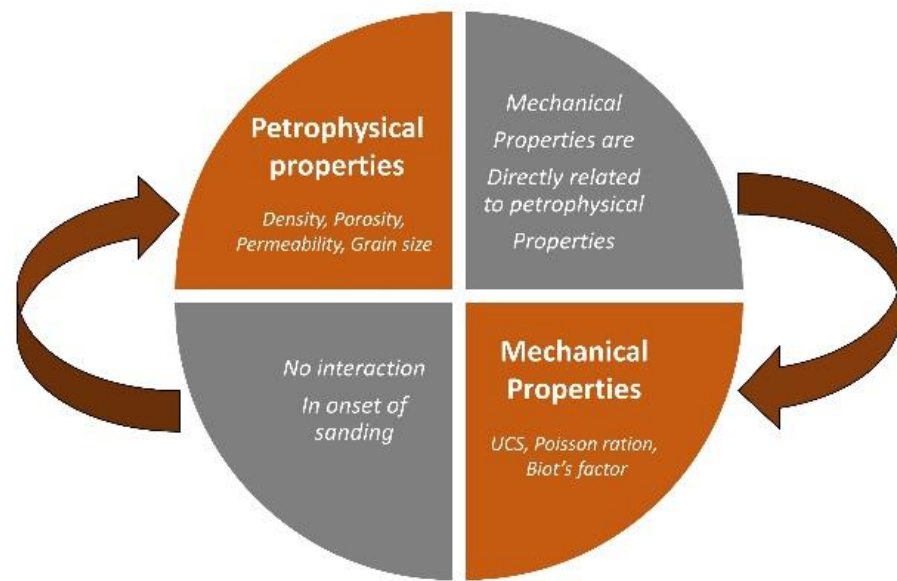 Petrophysical
properties
Density, Porosity,
Permeability, Grain size
Mechanical
Properties are
Directly related
to petrophysical
Properties
No interaction
In onset of
sanding
Mechanical
Properties
UCS, Poisson ration,
Biot's factor